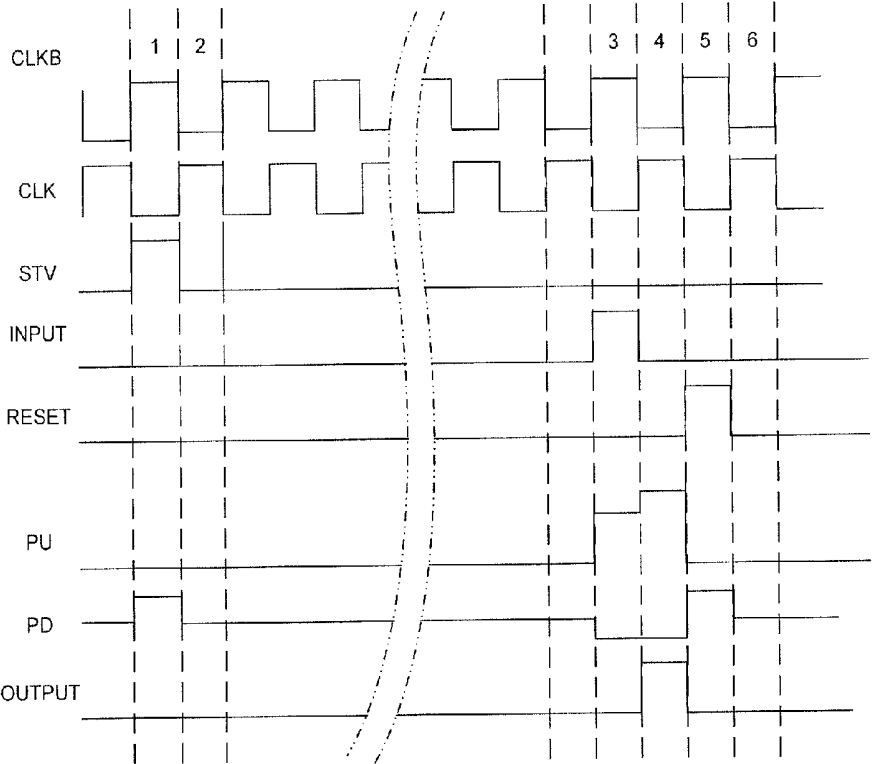 1 2 3 4 5 6
CLKB
CLK
STV
INPUT
RESET
PU
PD
OUTPUT